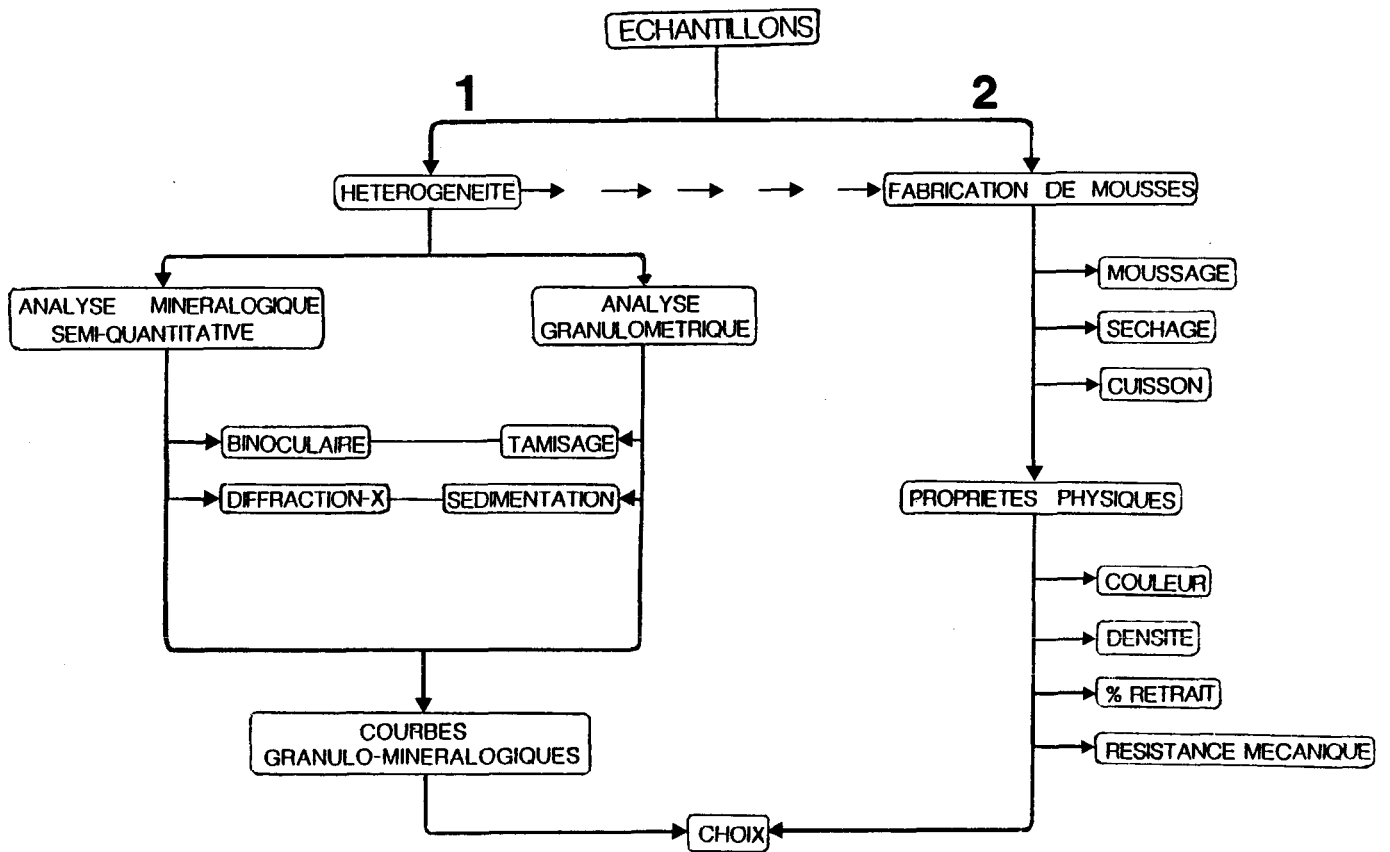 ECHANTILLONS
1
2
HETEROGENEITE
FABRICATION DE MOUSSES
ANALYSE MINERALOGIQUE
SEMI-QUANTITATIVE
ANALYSE
GRANULOMETRIQUE
BINOCULAIRE
TAMISAGE
DIFFRACTION-X
SEDIMENTATION
COURBES
GRANULO-MINERALOGIQUES
MOUSSAGE
SECHAGE
CUISSON
PROPRIETES PHYSIQUES
COULEUR
DENSITE
% RETRAIT
RESISTANCE MECANIQUE
CHOIX